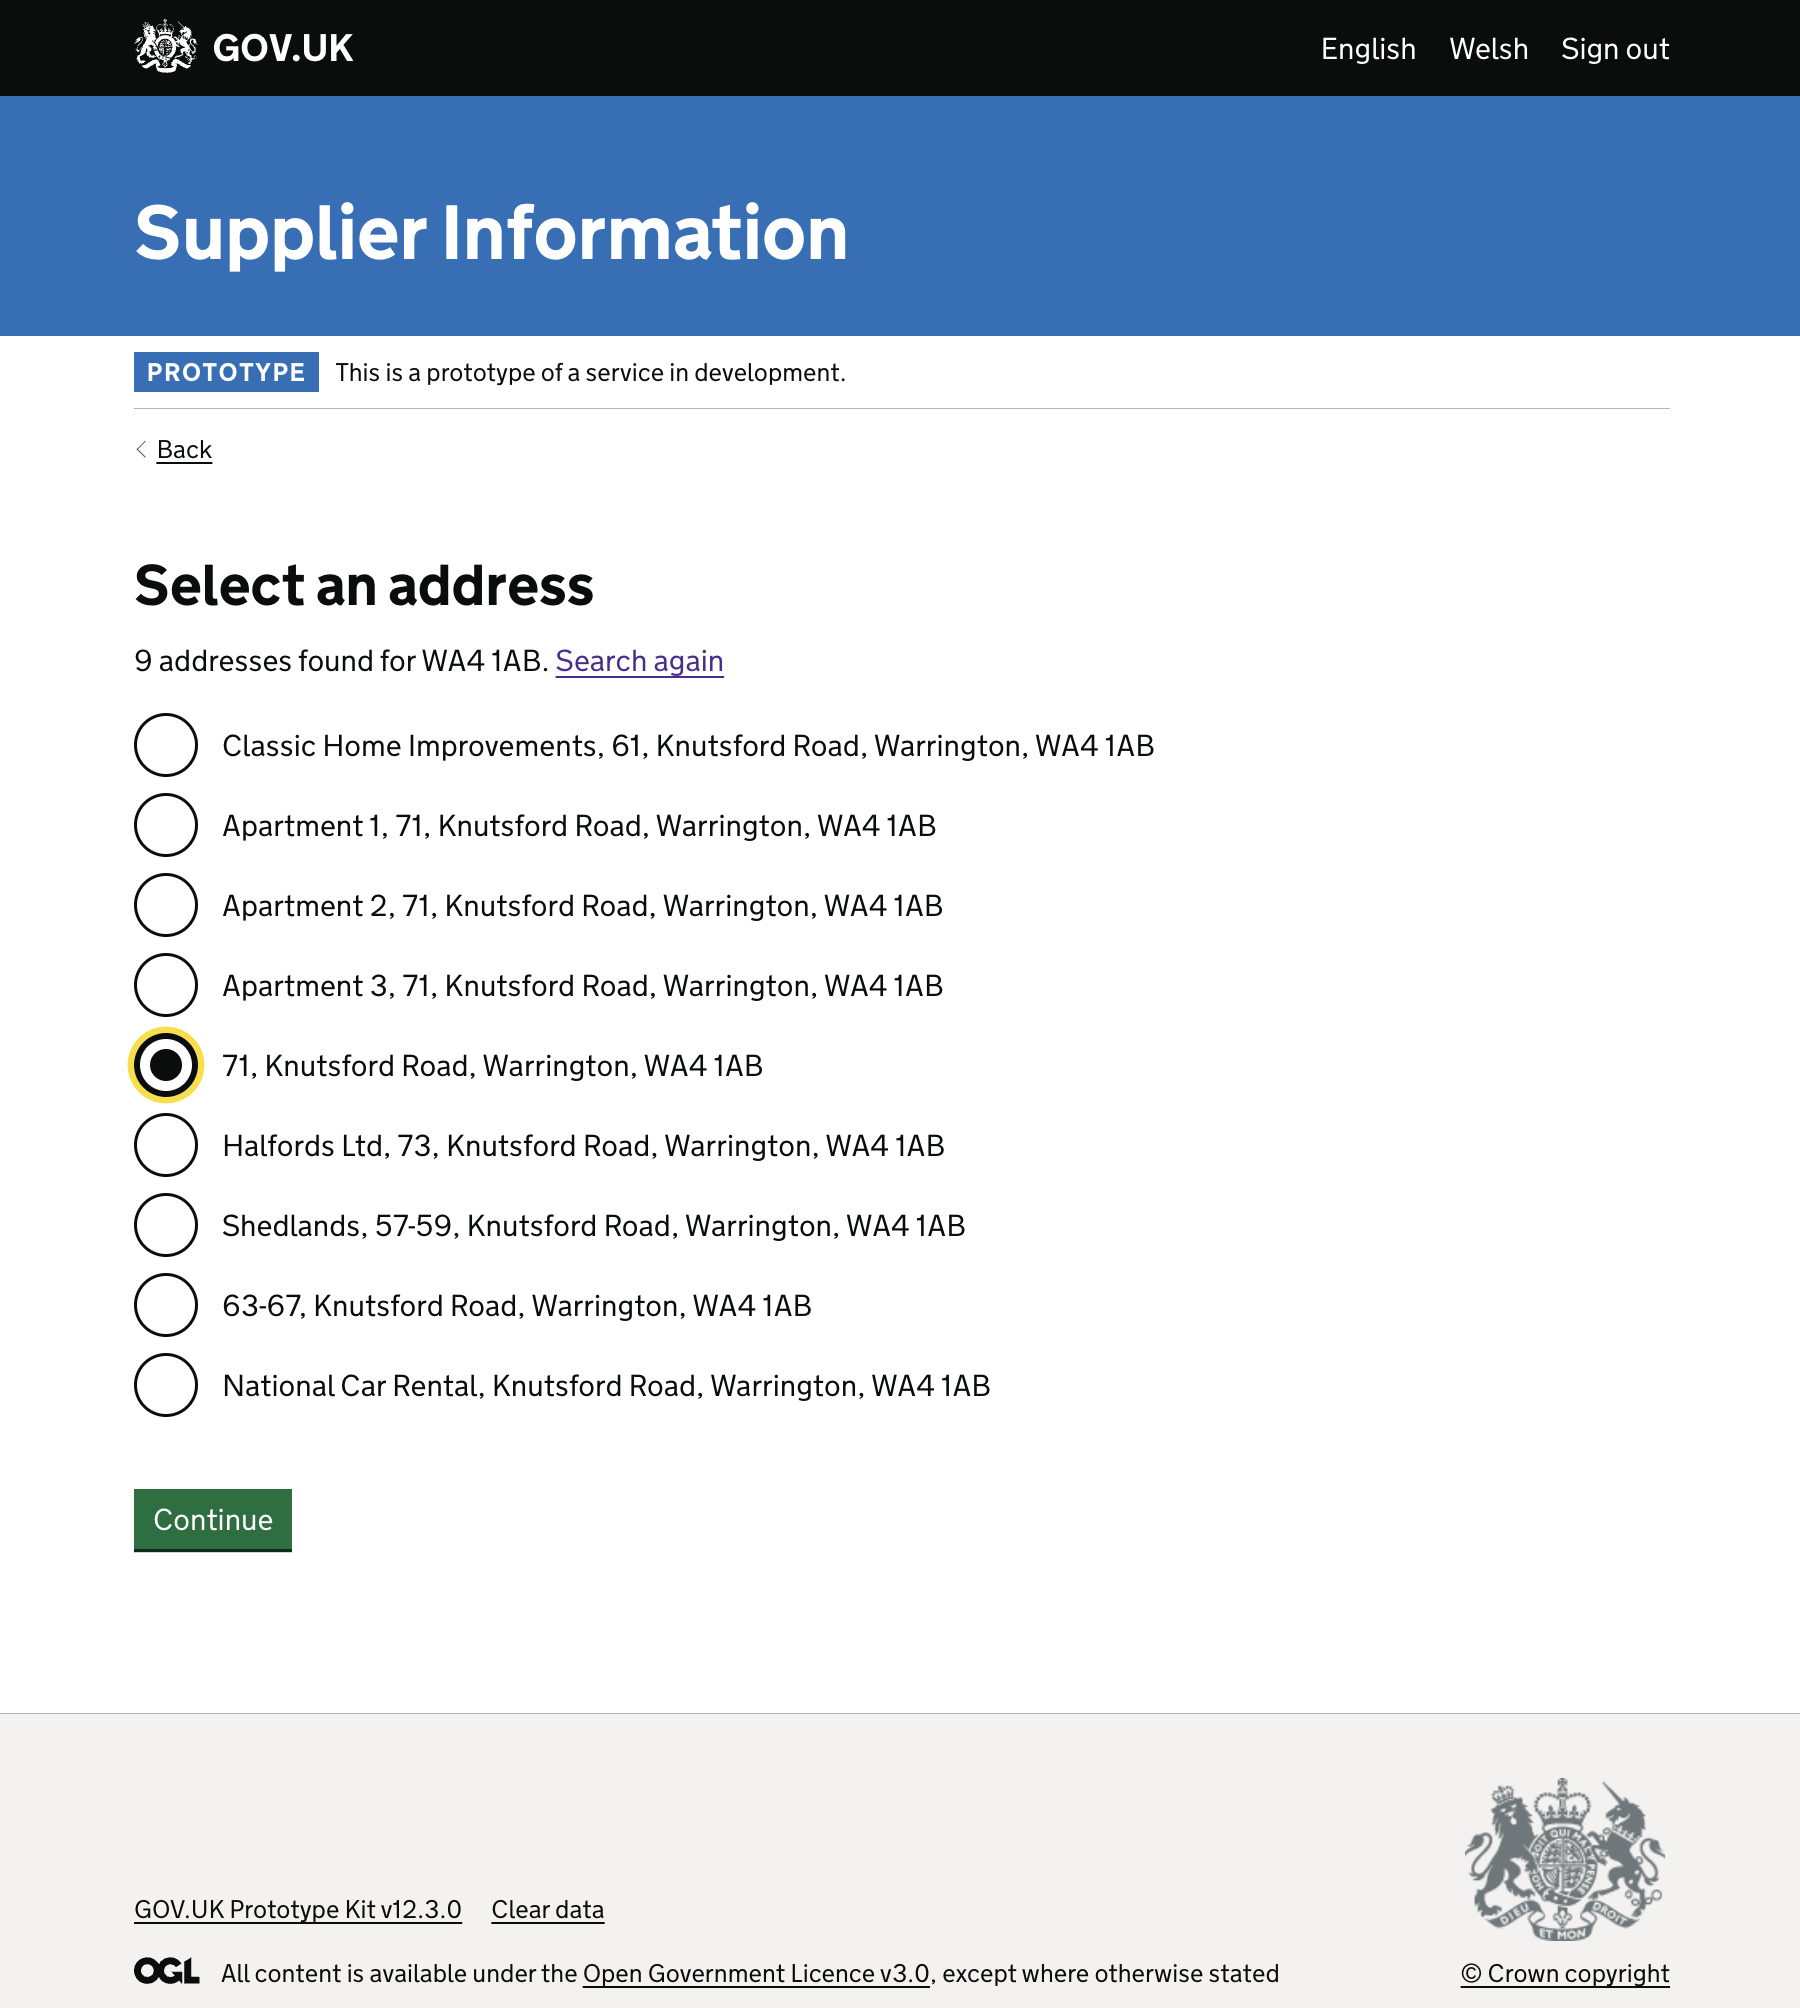 GOV.UK
English Welsh Sign out
Supplier Information
PROTOTYPE This is a prototype of a service in development.
Back
Select an address
9 addresses found for WA4 1AB. Search again
Classic Home Improvements, 61, Knutsford Road, Warrington, WA4 1AB
Apartment 1, 71, Knutsford Road, Warrington, WA4 1AB
Apartment 2, 71, Knutsford Road, Warrington, WA4 1AB
Apartment 3, 71, Knutsford Road, Warrington, WA4 1AB
71, Knutsford Road, Warrington, WA4 1AB
Halfords Ltd, 73, Knutsford Road, Warrington, WA4 1AB
Shedlands, 57-59, Knutsford Road, Warrington, WA4 1AB
63-67, Knutsford Road, Warrington, WA4 1AB
National Car Rental, Knutsford Road, Warrington, WA4 1AB
Continue
GOV.UK Prototype Kit v12.3.0 Clear data
DIEU ET MON DROIT
OGL All content is available under the Open Government Licence v3.0, except where otherwise stated
© Crown copyright